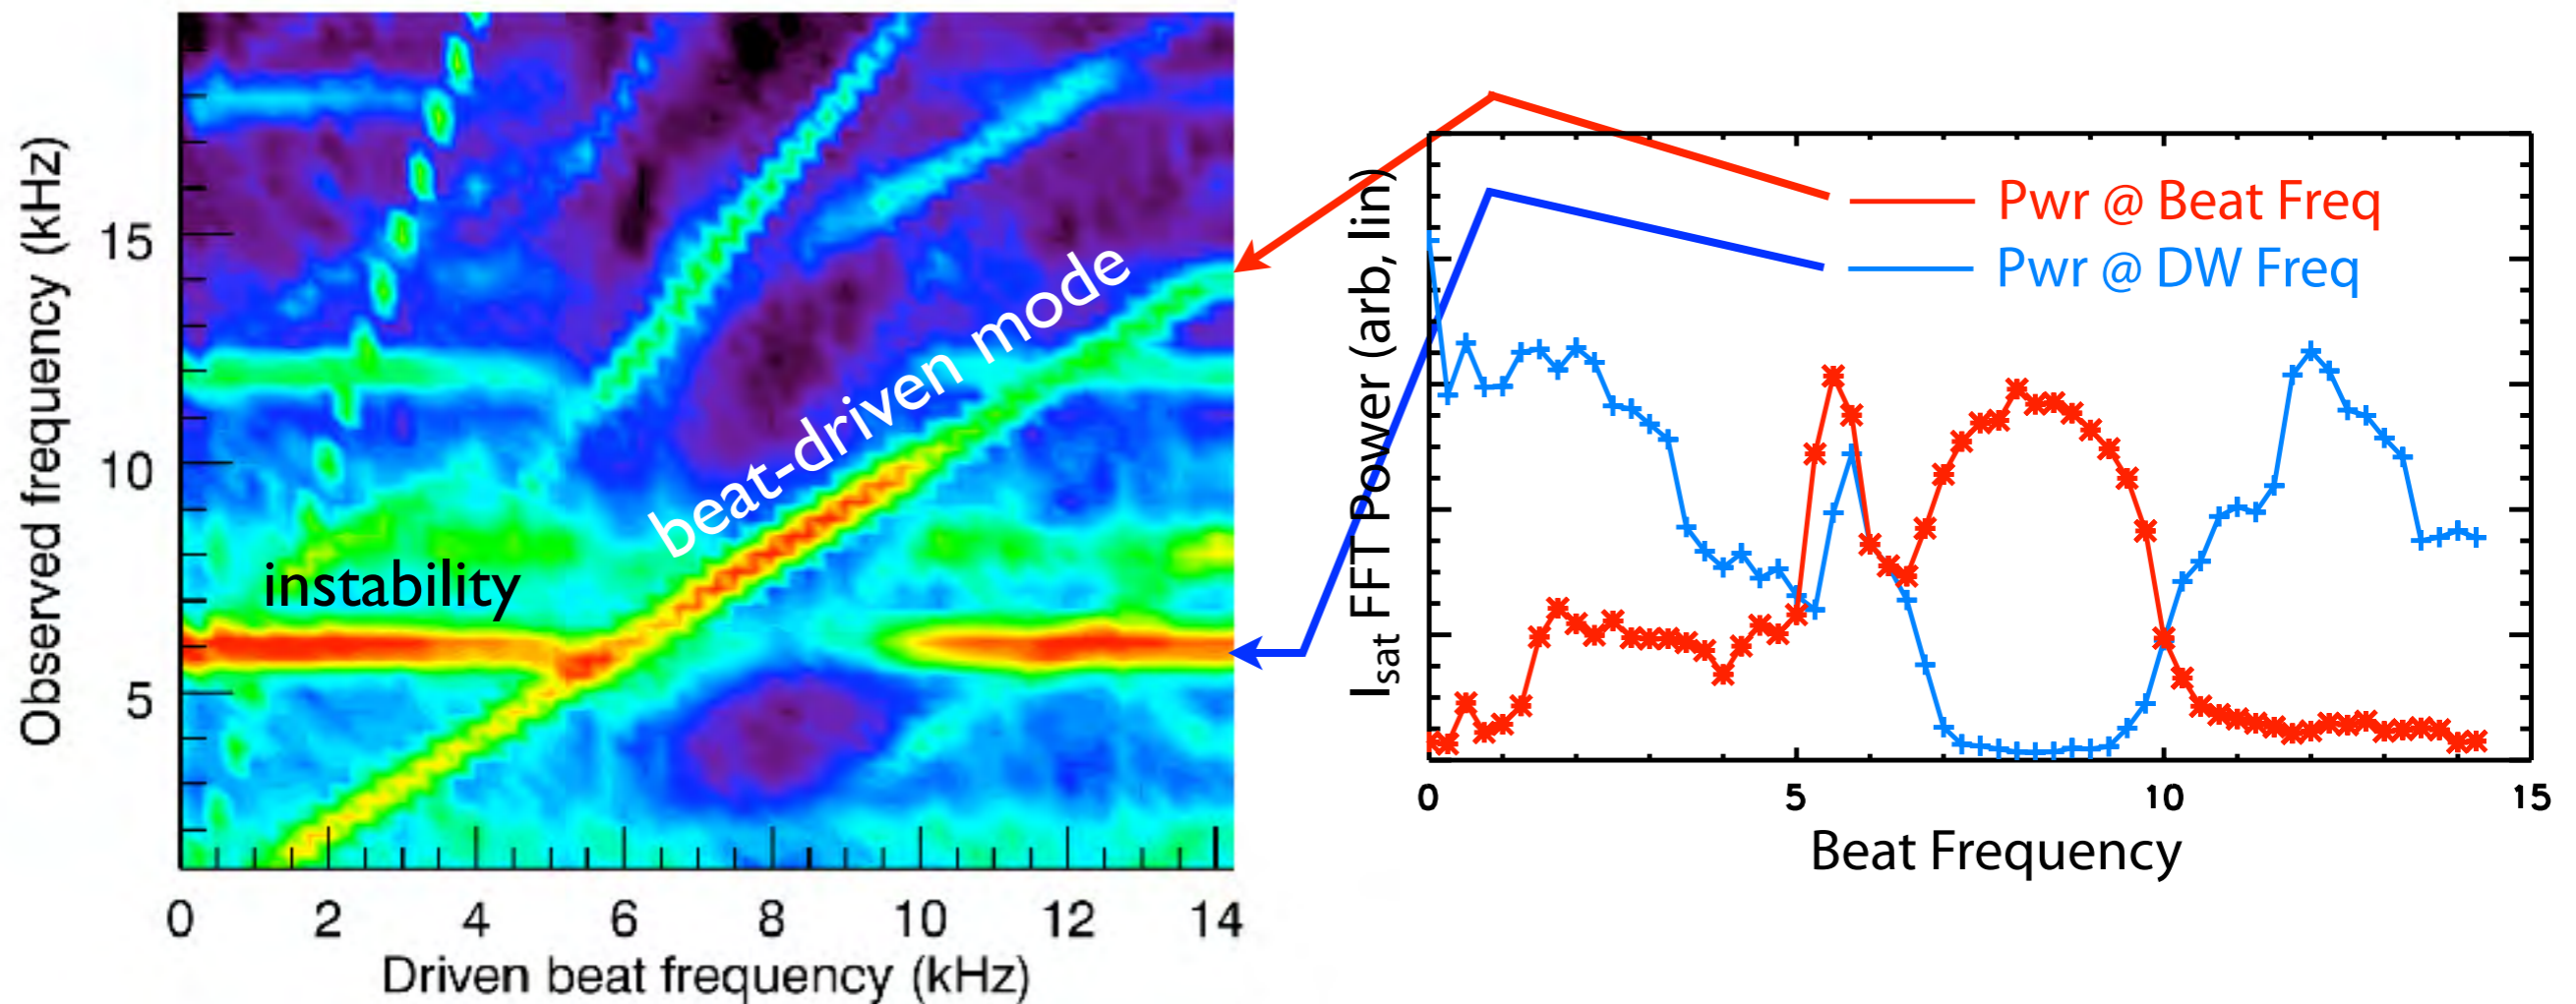 Observed frequency (kHz)
15
10
5
instability
beat-driven mode
0 2 4 6 8 10 12 14
Driven beat frequency (kHz)
Isat FFT Power (arb, lin)
Pwr @ Beat Freq
Pwr @ DW Freq
0 5 10 15
Beat Frequency